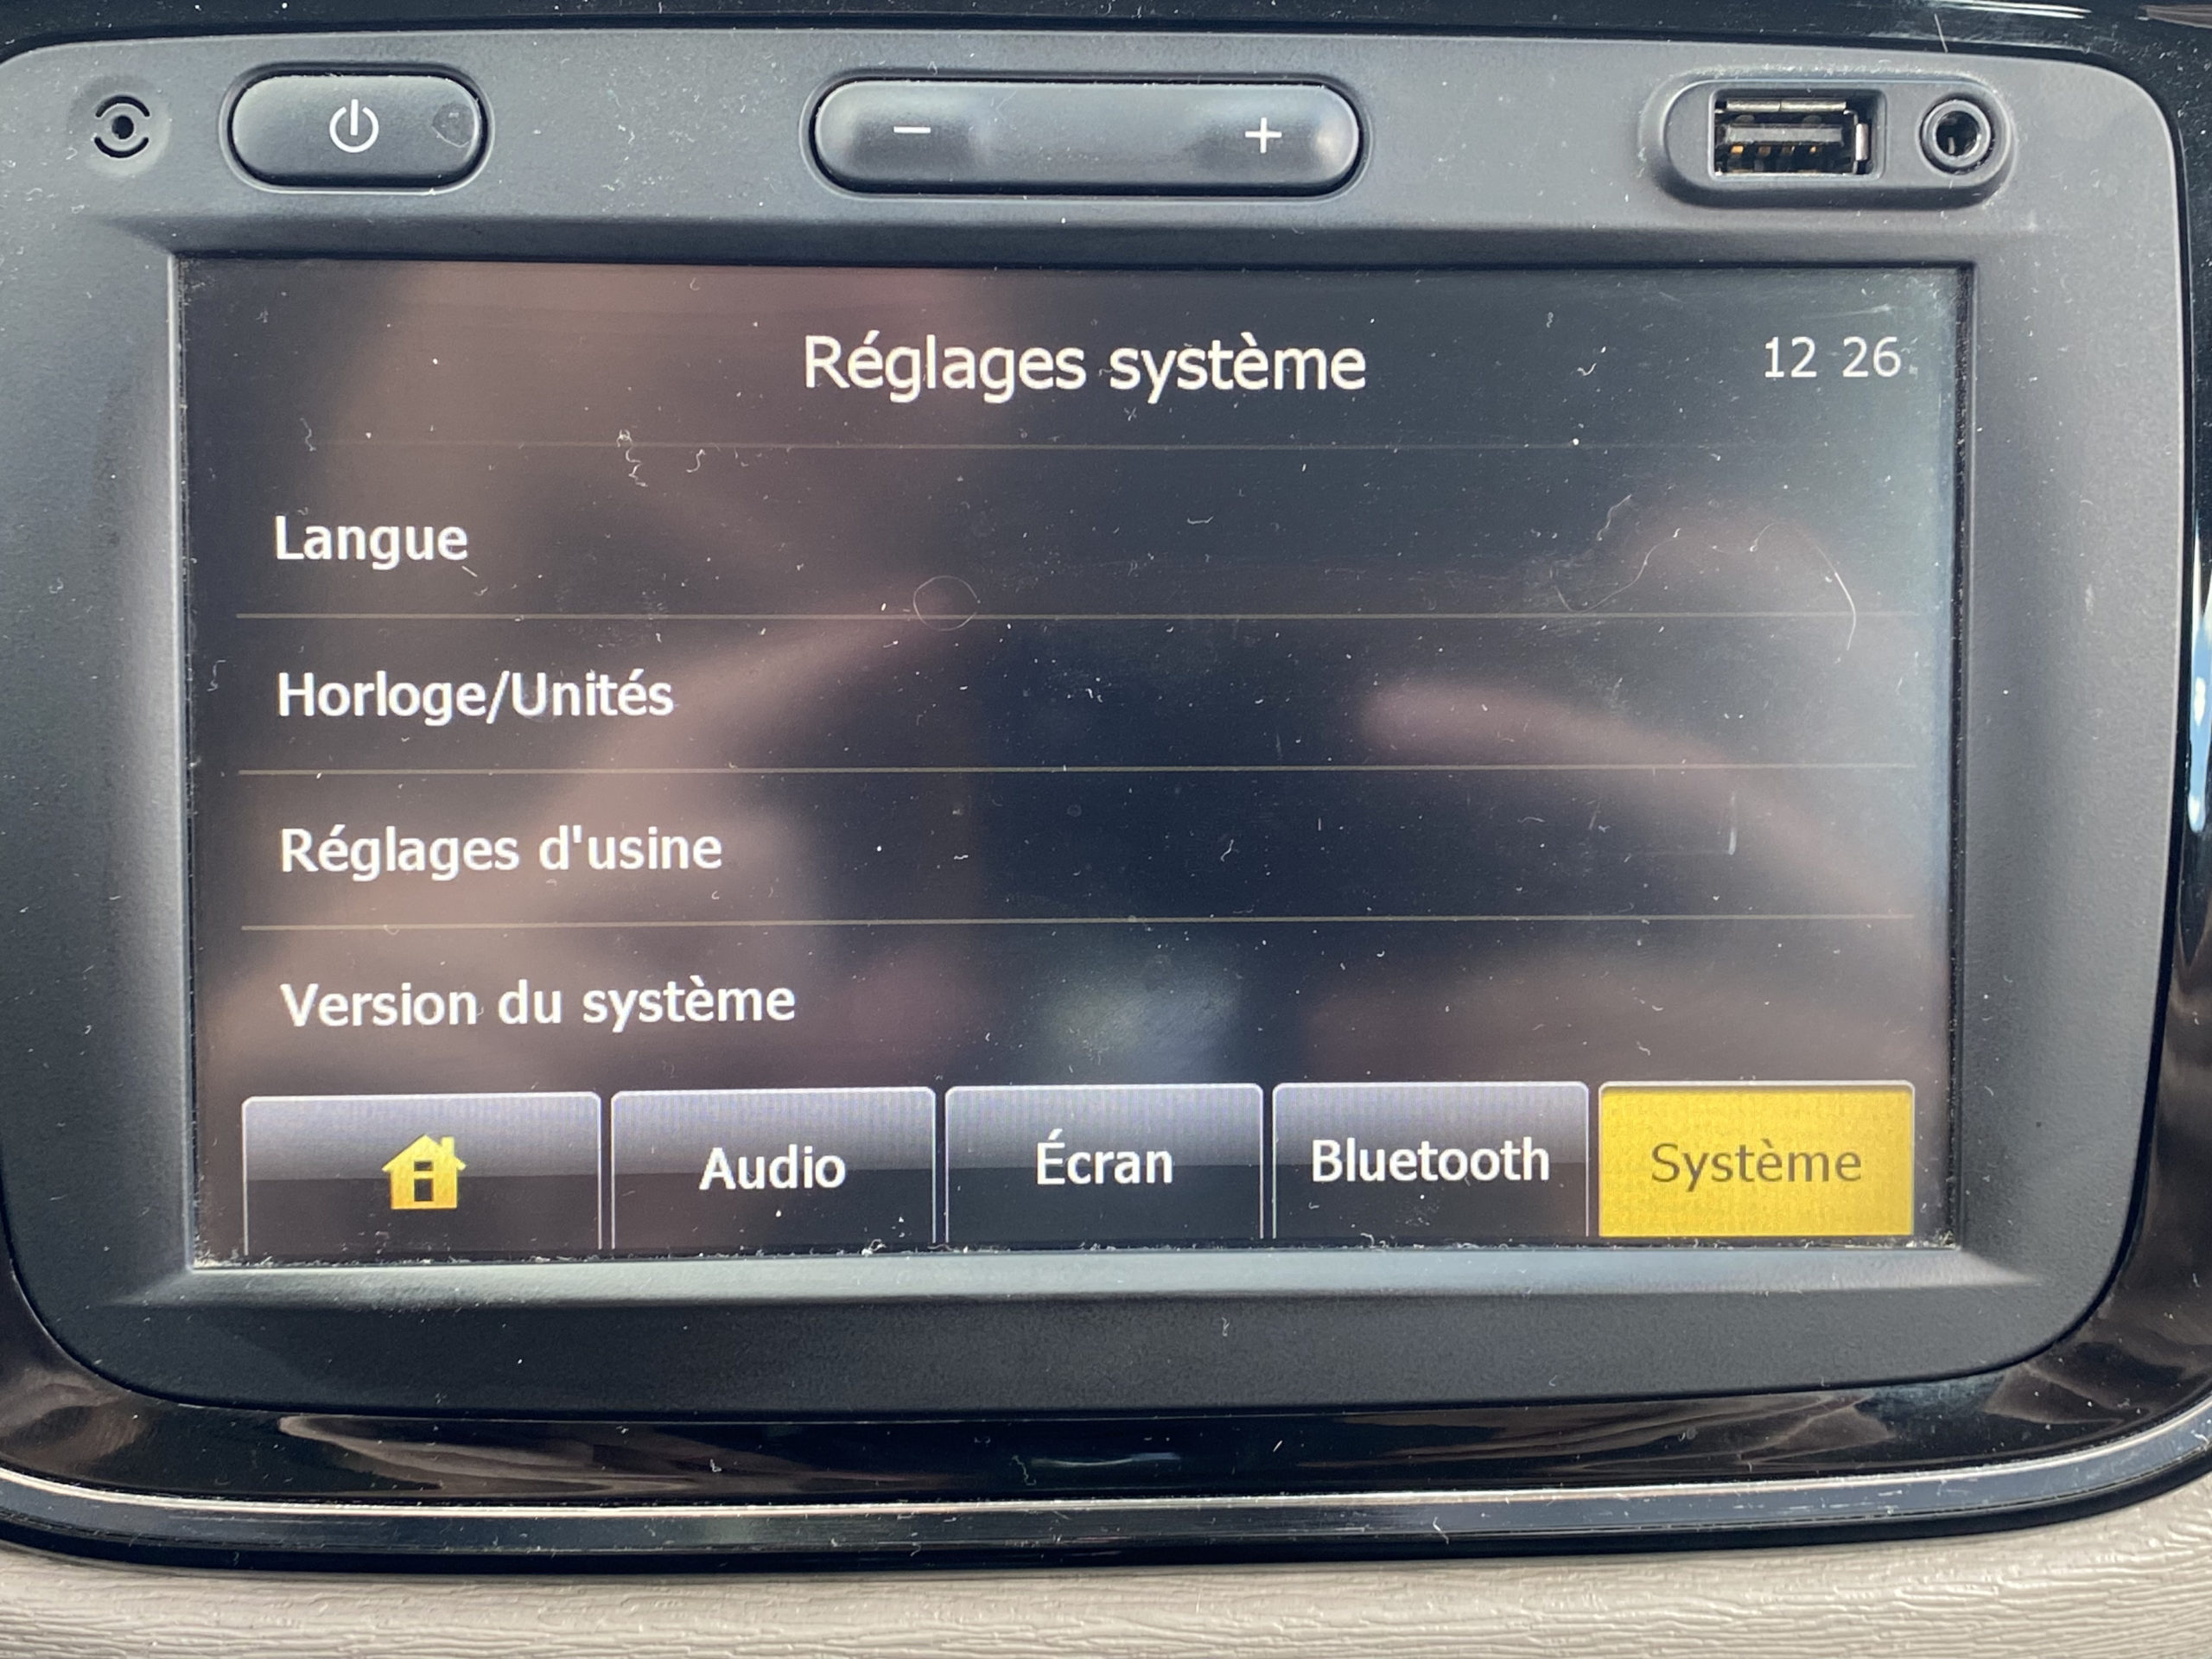 Réglages système
12 26
Langue
Horloge/Unités
Réglages d'usine
Version du système
Audio
Écran
Bluetooth
Système